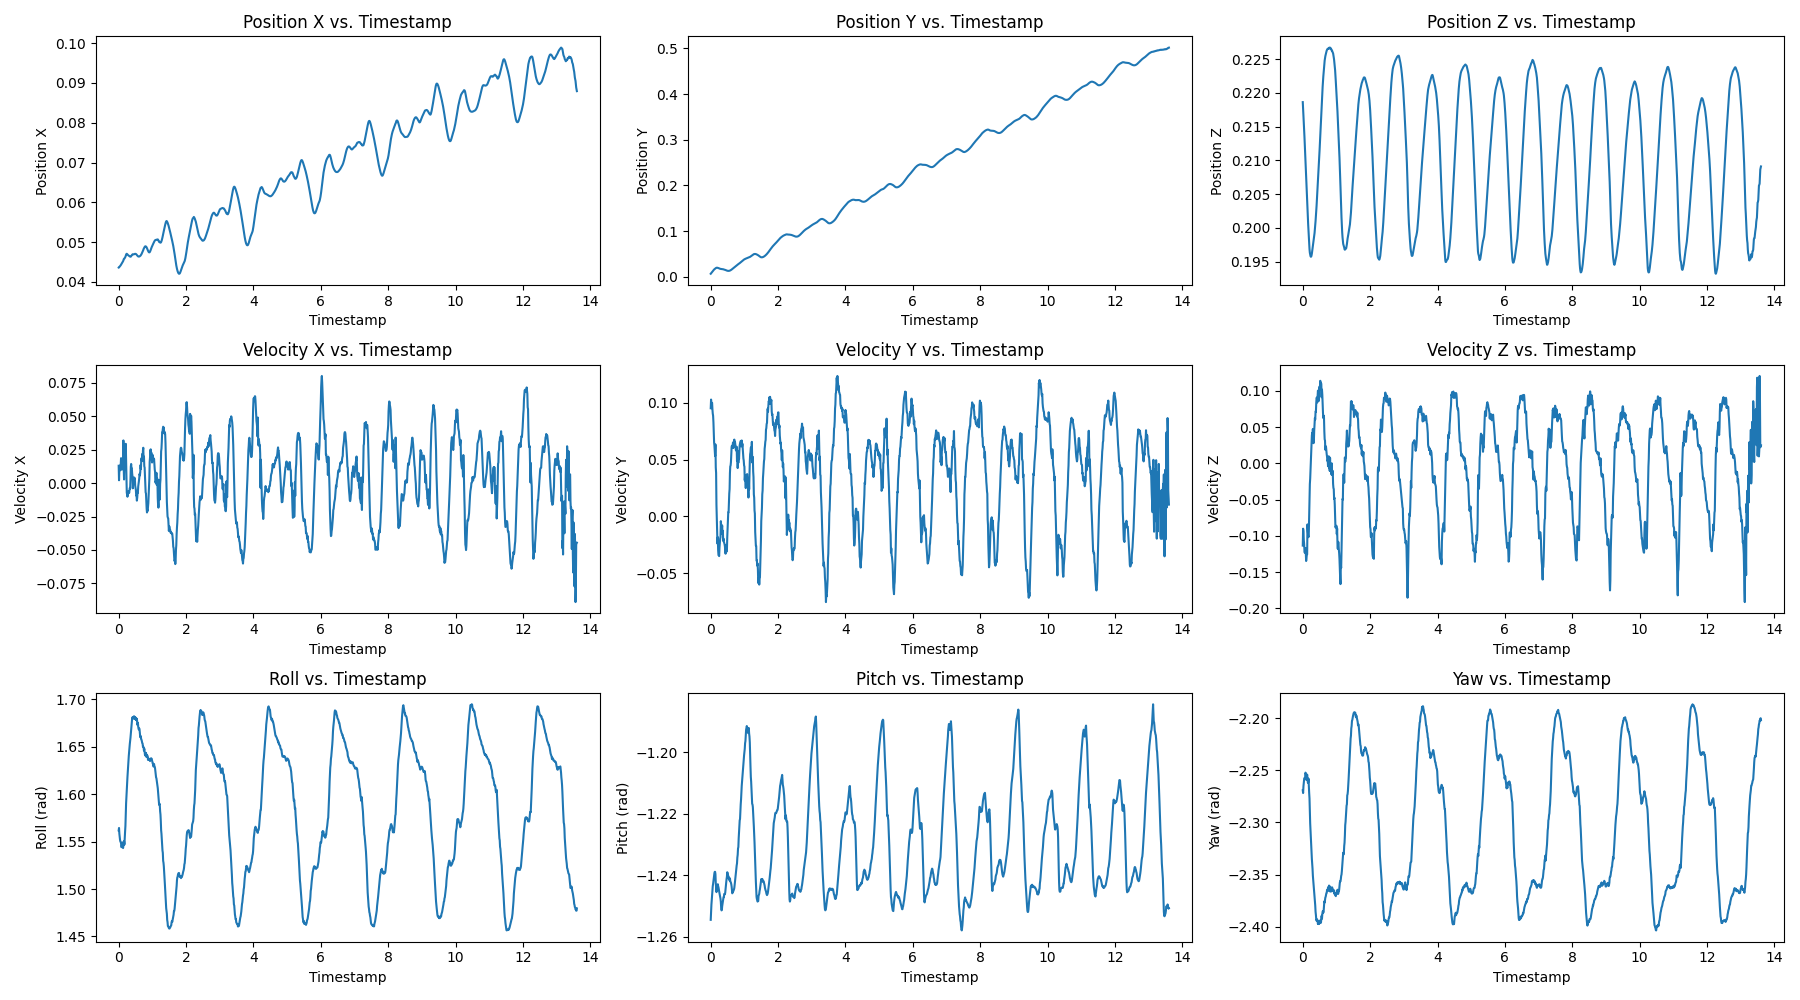 Position X vs. Timestamp
Position X
0.10
0.09
0.08
0.07
0.06
0.05
0.04
0 2 4 6 8 10 12 14
Timestamp
Position Y vs. Timestamp
Position Y
0.5
0.4
0.3
0.2
0.1
0.0
0 2 4 6 8 10 12 14
Timestamp
Position Z vs. Timestamp
Position Z
0.225
0.220
0.215
0.210
0.205
0.200
0.195
0 2 4 6 8 10 12 14
Timestamp
Velocity X vs. Timestamp
Velocity X
0.075
0.050
0.025
0.000
−0.025
−0.050
−0.075
0 2 4 6 8 10 12 14
Timestamp
Velocity Y vs. Timestamp
Velocity Y
0.10
0.05
0.00
−0.05
0 2 4 6 8 10 12 14
Timestamp
Velocity Z vs. Timestamp
Velocity Z
0.10
0.05
0.00
−0.05
−0.10
−0.15
−0.20
0 2 4 6 8 10 12 14
Timestamp
Roll vs. Timestamp
Roll (rad)
1.70
1.65
1.60
1.55
1.50
1.45
0 2 4 6 8 10 12 14
Timestamp
Pitch vs. Timestamp
Pitch (rad)
−1.20
−1.22
−1.24
−1.26
0 2 4 6 8 10 12 14
Timestamp
Yaw vs. Timestamp
Yaw (rad)
−2.20
−2.25
−2.30
−2.35
−2.40
0 2 4 6 8 10 12 14
Timestamp